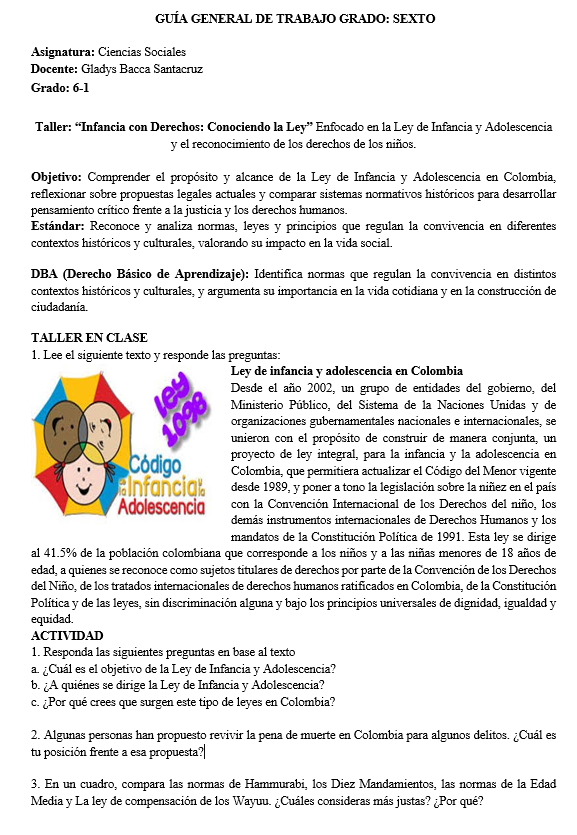 GUÍA GENERAL DE TRABAJO GRADO: SEXTO
Asignatura: Ciencias Sociales
Docente: Gladys Bacca Santacruz
Grado: 6-1
Taller: “Infancia con Derechos: Conociendo la Ley” Enfocado en la Ley de Infancia y Adolescencia
y el reconocimiento de los derechos de los niños.
Objetivo: Comprender el propósito y alcance de la Ley de Infancia y Adolescencia en Colombia,
reflexionar sobre propuestas legales actuales y comparar sistemas normativos históricos para desarrollar
pensamiento crítico frente a la justicia y los derechos humanos.
Estándar: Reconoce y analiza normas, leyes y principios que regulan la convivencia en diferentes
contextos históricos y culturales, valorando su impacto en la vida social.
DBA (Derecho Básico de Aprendizaje): Identifica normas que regulan la convivencia en distintos
contextos históricos y culturales, y argumenta su importancia en la vida cotidiana y en la construcción de
ciudadanía.
TALLER EN CLASE
1. Lee el siguiente texto y responde las preguntas:
ley
1098
Código
de la Infancia y la
Adolescencia
Ley de infancia y adolescencia en Colombia
Desde el año 2002, un grupo de entidades del gobierno, del
Ministerio Público, del Sistema de la Naciones Unidas y de
organizaciones gubernamentales nacionales e internacionales, se
unieron con el propósito de construir de manera conjunta, un
proyecto de ley integral, para la infancia y la adolescencia en
Colombia, que permitiera actualizar el Código del Menor vigente
desde 1989, y poner a tono la legislación sobre la niñez en el país
con la Convención Internacional de los Derechos del niño, los
demás instrumentos internacionales de Derechos Humanos y los
mandatos de la Constitución Política de 1991. Esta ley se dirige
al 41.5% de la población colombiana que corresponde a los niños y a las niñas menores de 18 años de
edad, a quienes se reconoce como sujetos titulares de derechos por parte de la Convención de los Derechos
del Niño, de los tratados internacionales de derechos humanos ratificados en Colombia, de la Constitución
Política y de las leyes, sin discriminación alguna y bajo los principios universales de dignidad, igualdad y
equidad.
ACTIVIDAD
1. Responda las siguientes preguntas en base al texto
a. ¿Cuál es el objetivo de la Ley de Infancia y Adolescencia?
b. ¿A quiénes se dirige la Ley de Infancia y Adolescencia?
c. ¿Por qué crees que surgen este tipo de leyes en Colombia?
2. Algunas personas han propuesto revivir la pena de muerte en Colombia para algunos delitos. ¿Cuál es
tu posición frente a esa propuesta?
3. En un cuadro, compara las normas de Hammurabi, los Diez Mandamientos, las normas de la Edad
Media y La ley de compensación de los Wayuu. ¿Cuáles consideras más justas? ¿Por qué?